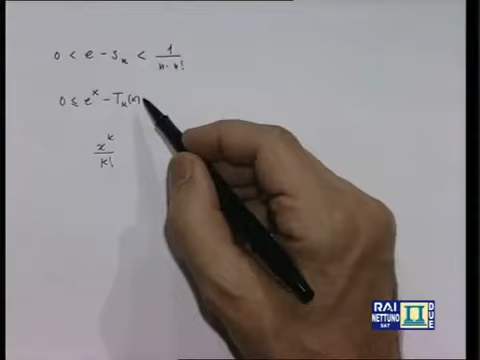 0 < e - s_n < 1/(n · n!)
0 ≤ e^x - T_n(x)
x^k/k!
RAI
NETTUNO
SAT
DUE